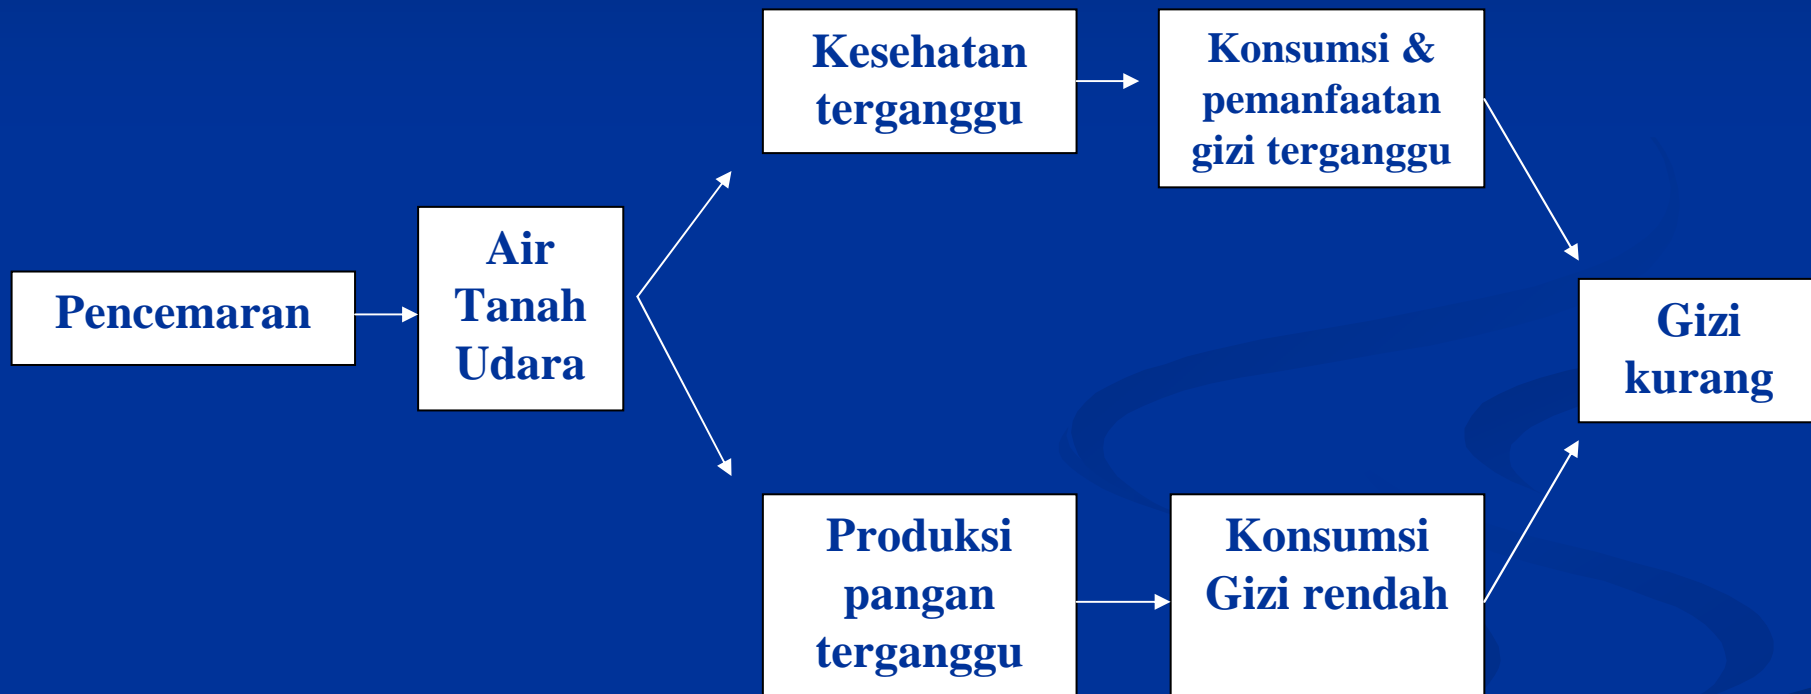 Pencemaran
Air
Tanah
Udara
Kesehatan
terganggu
Konsumsi &
pemanfaatan
gizi terganggu
Produksi
pangan
terganggu
Konsumsi
Gizi rendah
Gizi
kurang